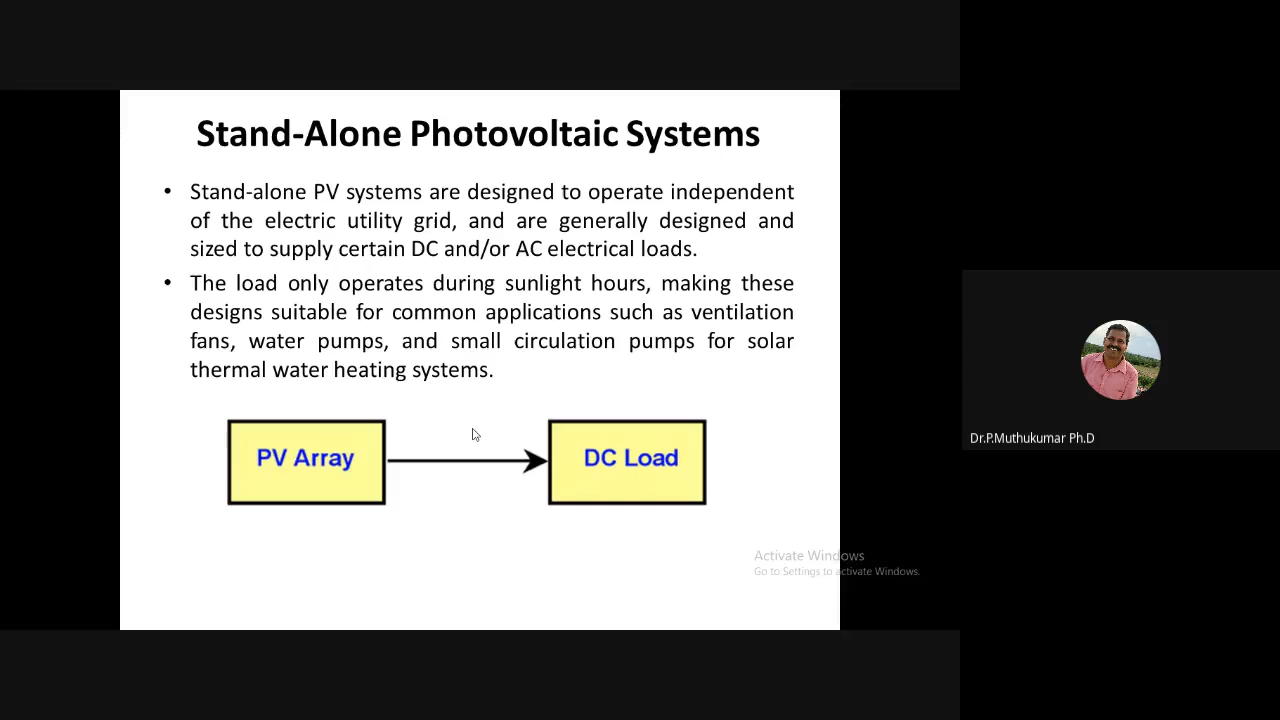 Stand-Alone Photovoltaic Systems
• Stand-alone PV systems are designed to operate independent
of the electric utility grid, and are generally designed and
sized to supply certain DC and/or AC electrical loads.
• The load only operates during sunlight hours, making these
designs suitable for common applications such as ventilation
fans, water pumps, and small circulation pumps for solar
thermal water heating systems.
PV Array
DC Load
Activate Windows
Go to Settings to activate Windows.
Dr.P.Muthukumar Ph.D